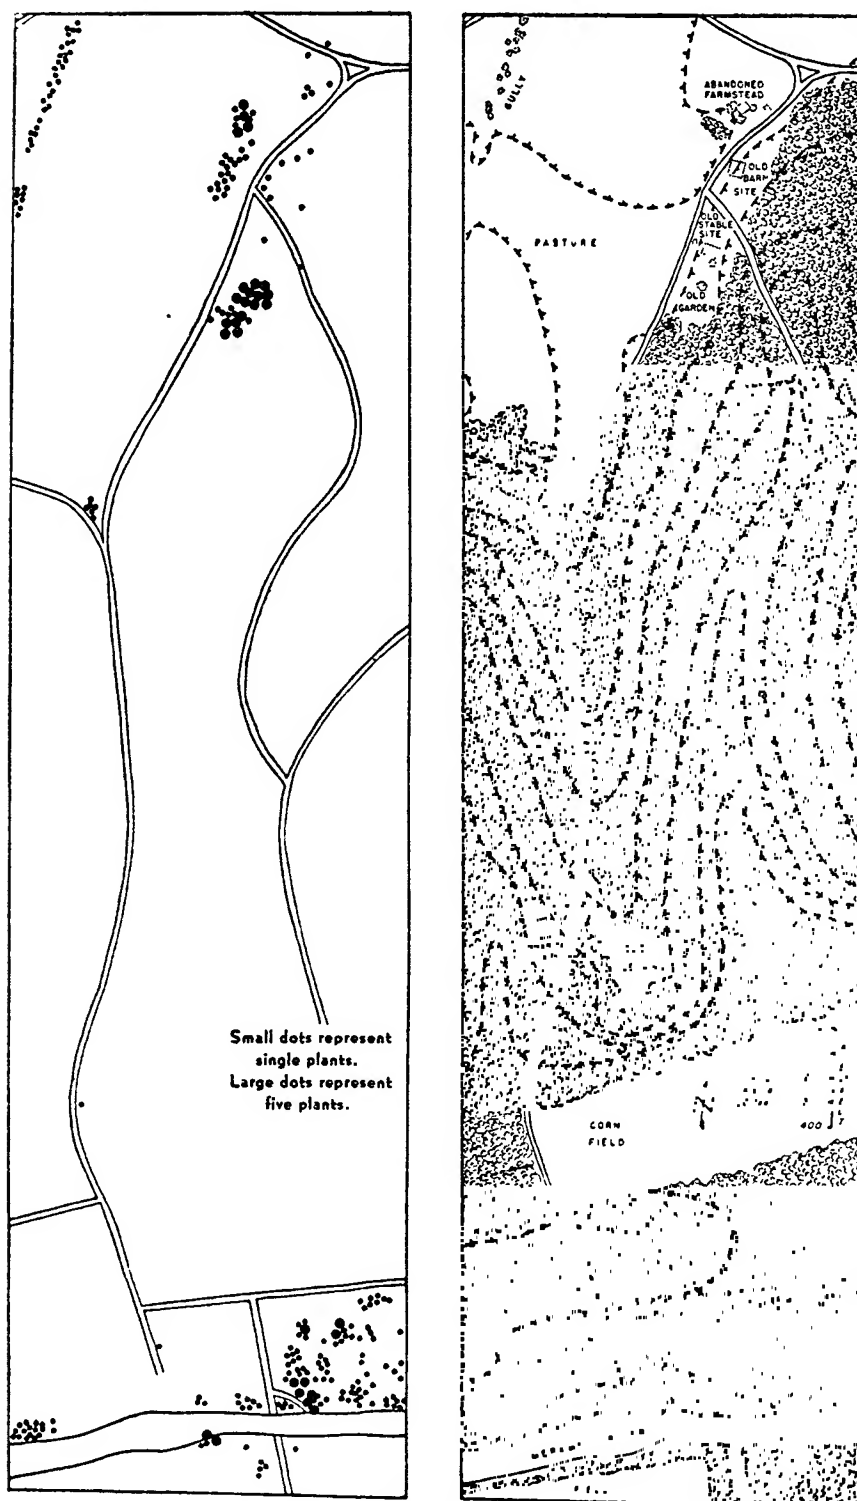 Small dots represent
single plants.
Large dots represent
five plants.
GULLY
ABANDONED
FARMSTEAD
OLD
BARN
SITE
OLD
STABLE
SITE
PASTURE
OLD
GARDEN
CORN
FIELD
400